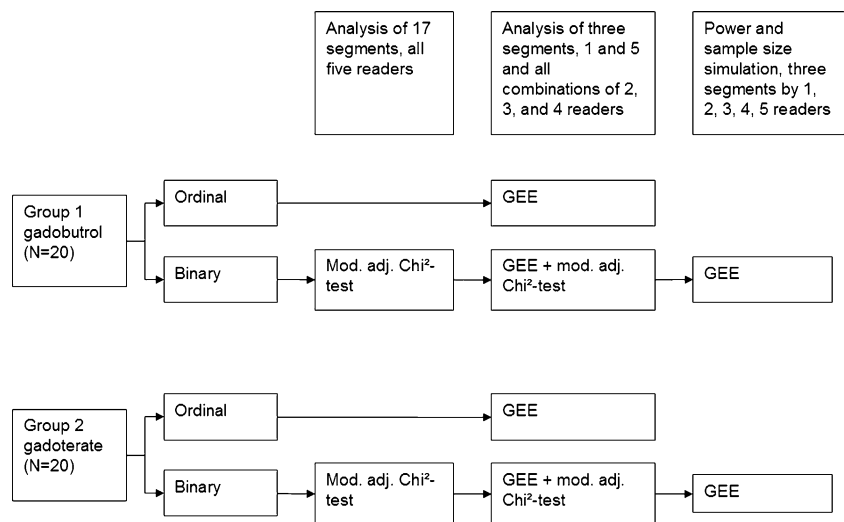 Analysis of 17
segments, all
five readers
Analysis of three
segments, 1 and 5
and all
combinations of 2,
3, and 4 readers
Power and
sample size
simulation, three
segments by 1,
2, 3, 4, 5 readers
Group 1
gadobutrol
(N=20)
Ordinal
GEE
Binary
Mod. adj. Chi²-
test
GEE + mod. adj.
Chi²-test
GEE
Group 2
gadoterate
(N=20)
Ordinal
GEE
Binary
Mod. adj. Chi²-
test
GEE + mod. adj.
Chi²-test
GEE